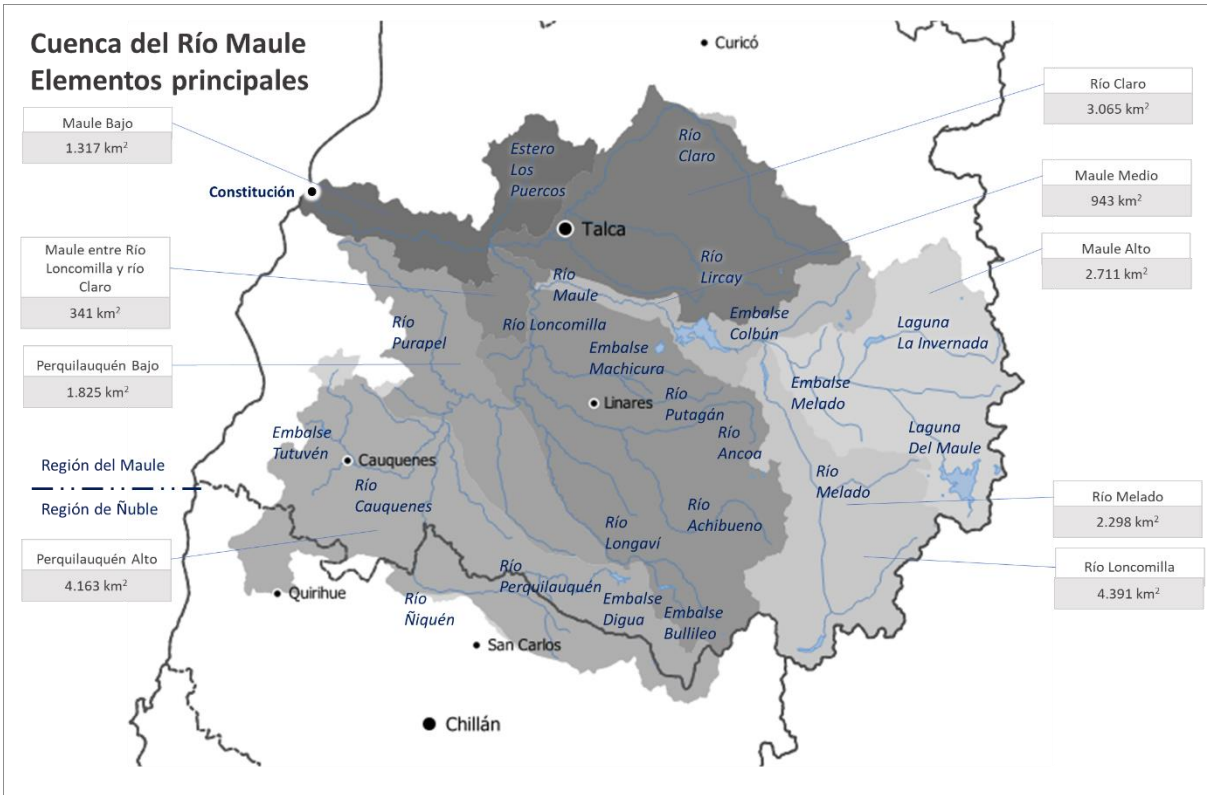 Cuenca del Río Maule
Elementos principales
Curicó
Río Claro
3.065 km²
Maule Bajo
1.317 km²
Estero
Los
Puercos
Río
Claro
Maule Medio
943 km²
Constitución
Talca
Maule entre Río
Loncomilla y río
Claro
341 km²
Maule Alto
2.711 km²
Río
Lircay
Río
Maule
Río
Purapel
Río Loncomilla
Embalse
Colbún
Laguna
La Invernada
Embalse
Machicura
Perquilauquén Bajo
1.825 km²
Embalse
Melado
Linares
Río
Putagán
Embalse
Tutuvén
Río
Ancoa
Laguna
Del Maule
Región del Maule
Cauquenes
Región de Ñuble
Río
Cauquenes
Río
Melado
Río
Achibueno
Río Melado
2.298 km²
Río
Longaví
Perquilauquén Alto
4.163 km²
Río Loncomilla
4.391 km²
Río
Perquilauquén
Quirihue
Río
Ñiquén
Embalse
Digua
Embalse
Bullileo
San Carlos
Chillán